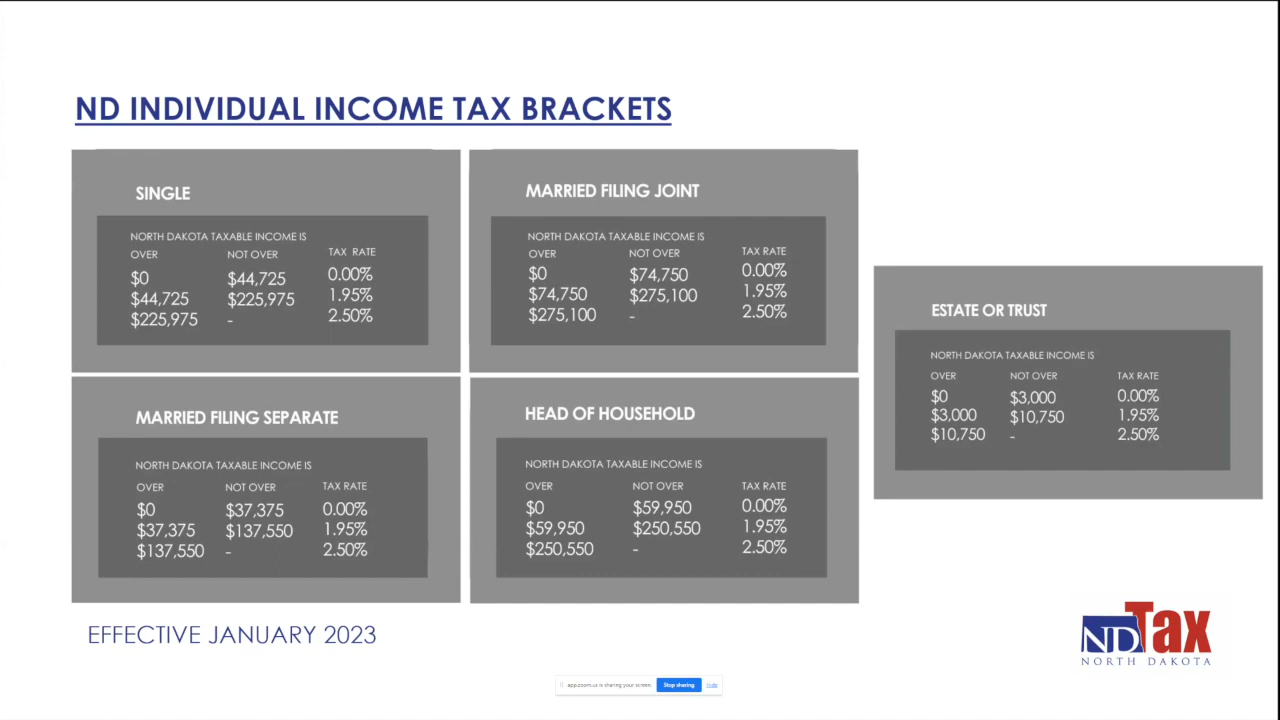 ND INDIVIDUAL INCOME TAX BRACKETS
SINGLE
NORTH DAKOTA TAXABLE INCOME IS
OVER NOT OVER TAX RATE
$0 $44,725 0.00%
$44,725 $225,975 1.95%
$225,975 - 2.50%
MARRIED FILING JOINT
NORTH DAKOTA TAXABLE INCOME IS
OVER NOT OVER TAX RATE
$0 $74,750 0.00%
$74,750 $275,100 1.95%
$275,100 - 2.50%
MARRIED FILING SEPARATE
NORTH DAKOTA TAXABLE INCOME IS
OVER NOT OVER TAX RATE
$0 $37,375 0.00%
$37,375 $137,550 1.95%
$137,550 - 2.50%
HEAD OF HOUSEHOLD
NORTH DAKOTA TAXABLE INCOME IS
OVER NOT OVER TAX RATE
$0 $59,950 0.00%
$59,950 $250,550 1.95%
$250,550 - 2.50%
ESTATE OR TRUST
NORTH DAKOTA TAXABLE INCOME IS
OVER NOT OVER TAX RATE
$0 $3,000 0.00%
$3,000 $10,750 1.95%
$10,750 - 2.50%
EFFECTIVE JANUARY 2023
ND Tax
NORTH DAKOTA
app.zoom.us is sharing your screen. Stop sharing Hide